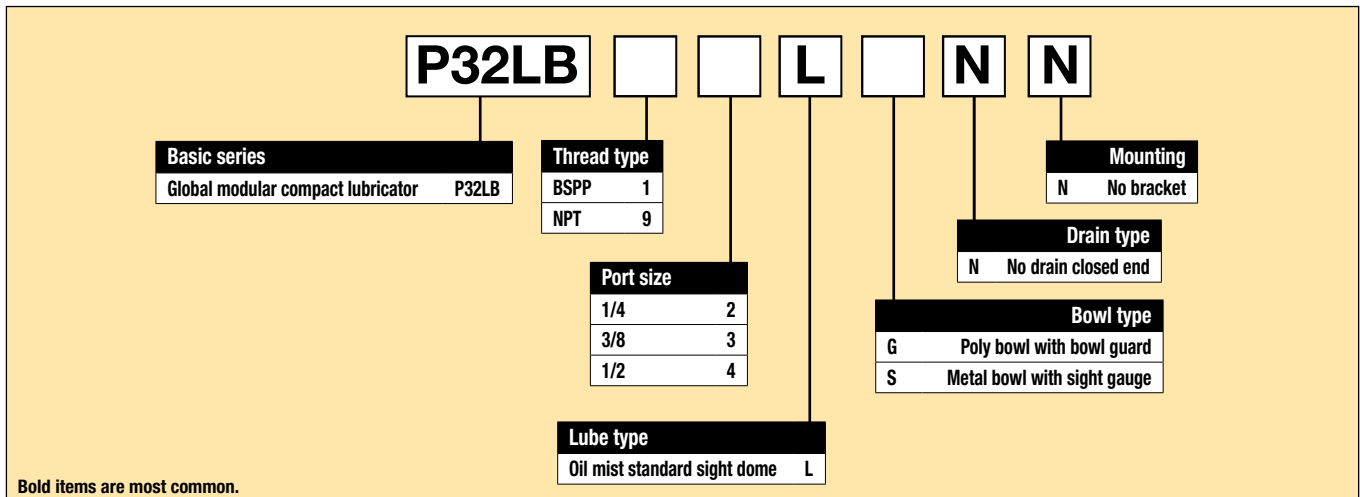 P32LB L N N
Basic series
Global modular compact lubricator P32LB
Thread type
BSPP 1
NPT 9
Mounting
N No bracket
Drain type
N No drain closed end
Port size
1/4 2
3/8 3
1/2 4
Bowl type
G Poly bowl with bowl guard
S Metal bowl with sight gauge
Lube type
Oil mist standard sight dome L
Bold items are most common.